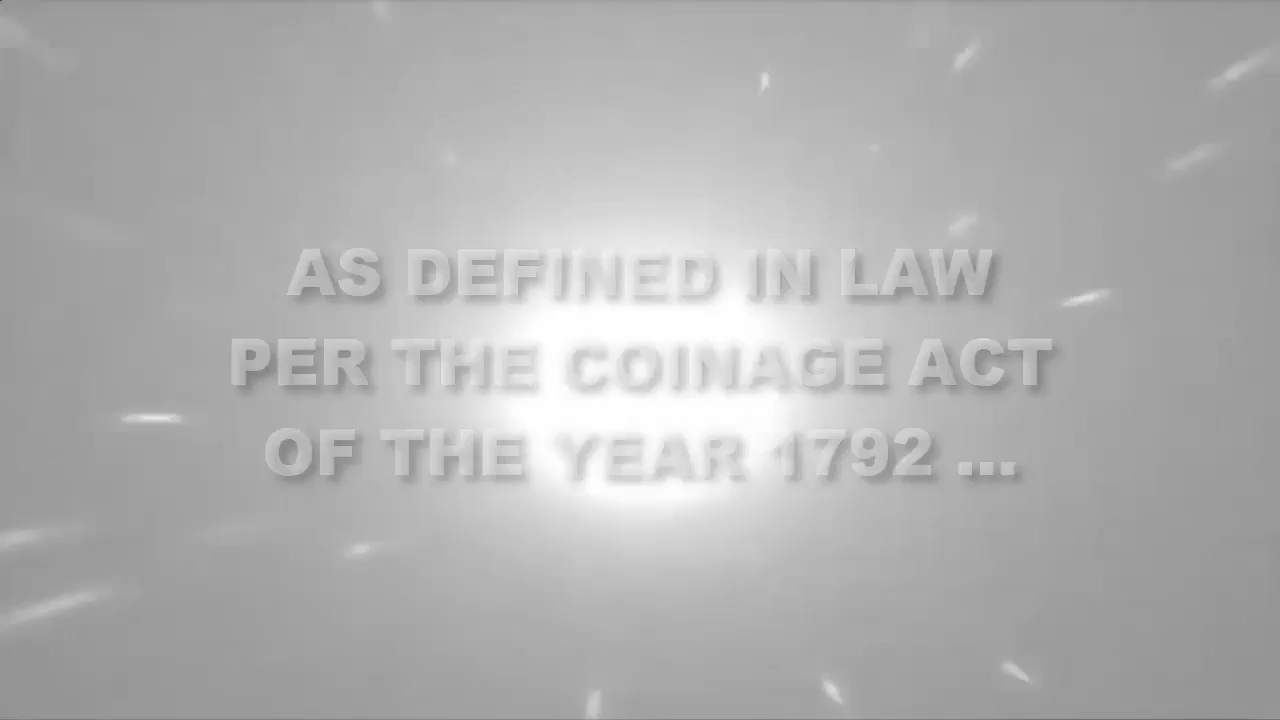 AS DEFINED IN LAW
PER THE COINAGE ACT
OF THE YEAR 1792 ...